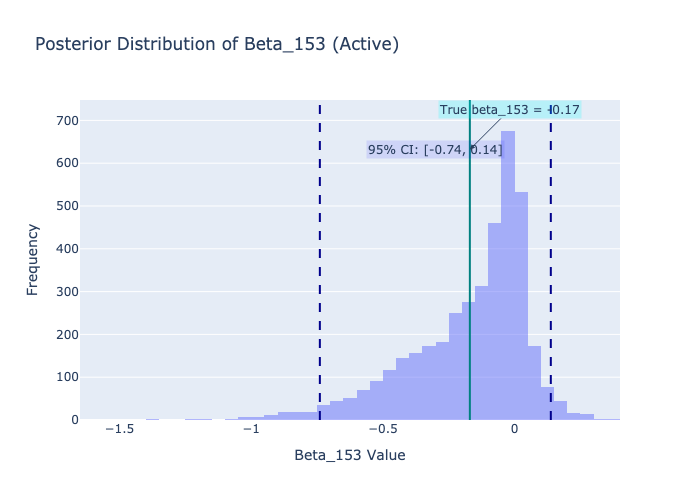 Posterior Distribution of Beta_153 (Active)
True beta_153 = -0.17
95% CI: [-0.74, 0.14]
700
600
500
400
300
200
100
0
Frequency
−1.5
−1
−0.5
0
Beta_153 Value